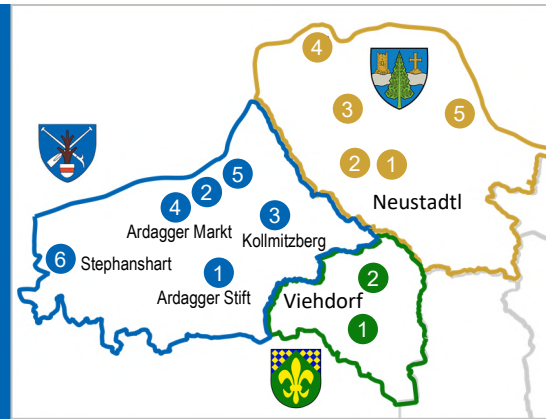 4
3
5
2 1
Neustadtl
5
2
4
3
Ardagger Markt
Kollmitzberg
6
Stephanshart
1
Ardagger Stift
Viehdorf
2
1